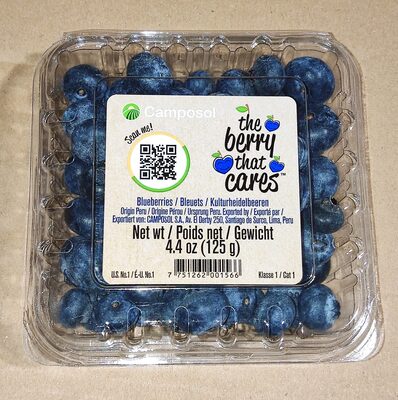 Camposol
Scan me!
the
berry
that
cares™
Blueberries / Bleuets / Kulturheidelbeeren
Origin Peru / Origine Pérou / Ursprung Peru. Exported by / Exporté par /
Exportiert von: CAMPOSOL S.A., Av. El Derby 250, Santiago de Surco, Lima, Peru
Net wt / Poids net / Gewicht
4.4 oz (125 g)
U.S. No.1 / É.-U. No.1
Klasse 1 / Cat 1
7 751262 001566